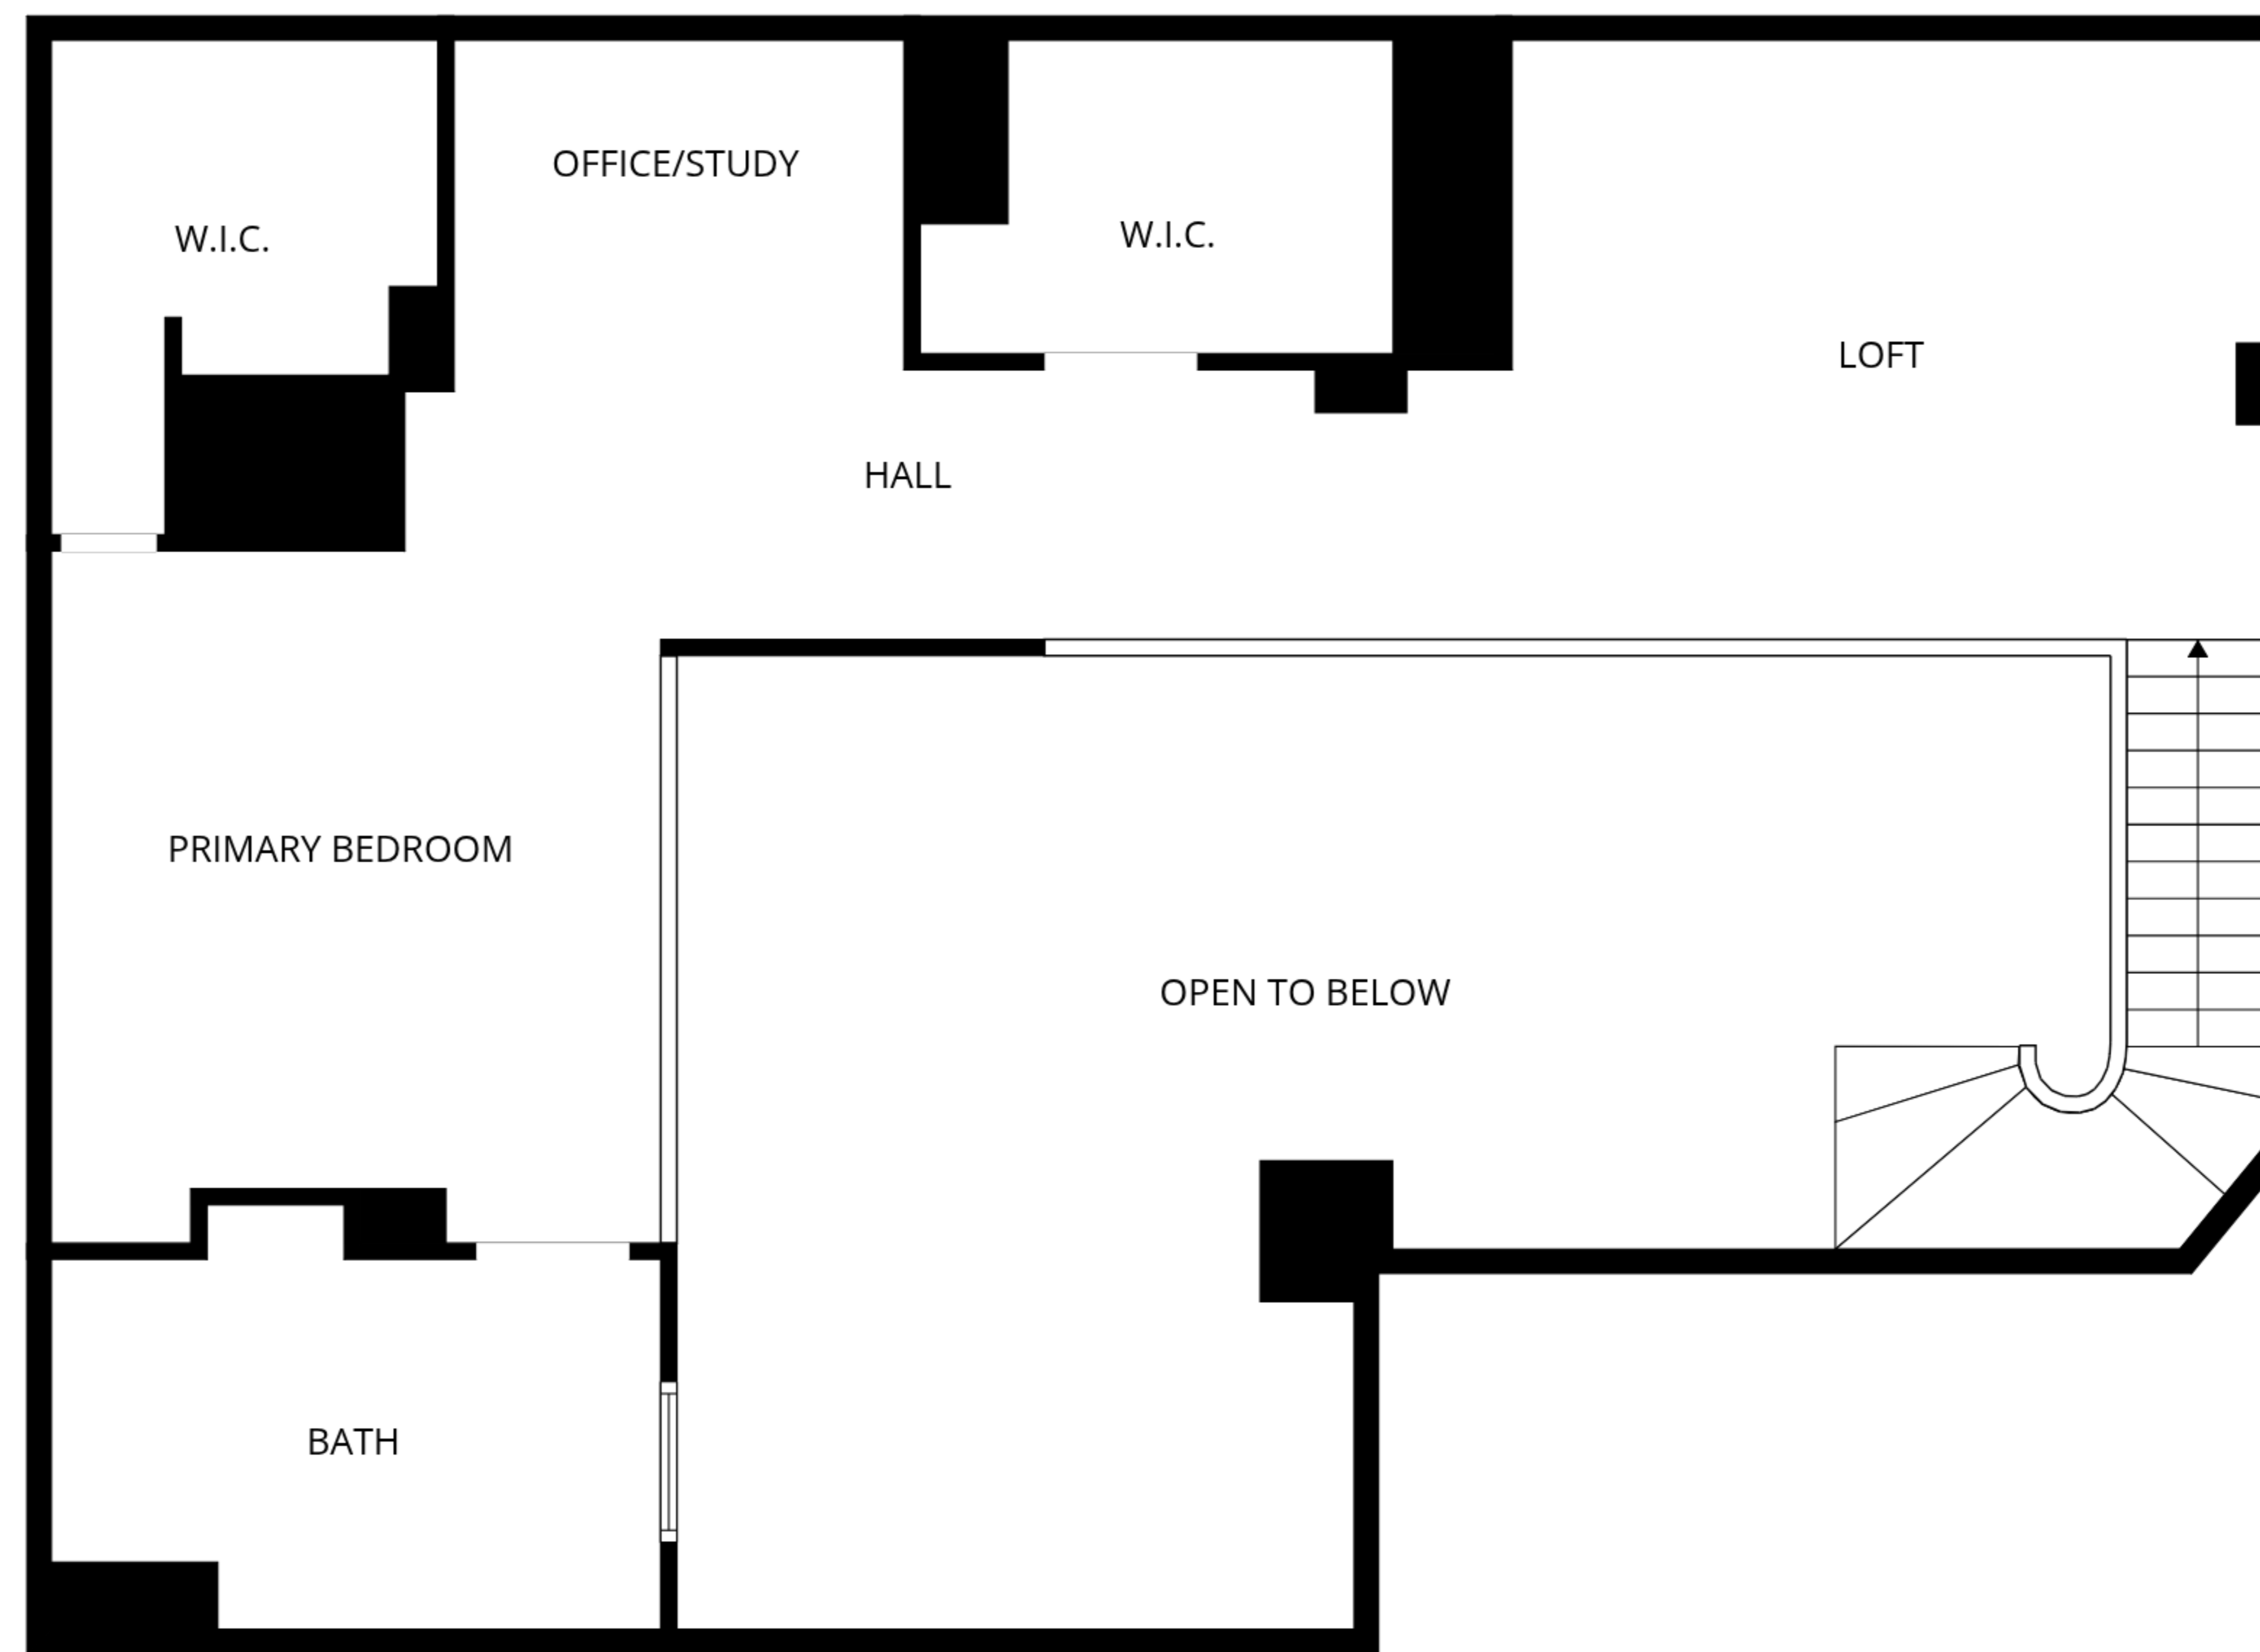 OFFICE/STUDY
W.I.C.
W.I.C.
LOFT
HALL
PRIMARY BEDROOM
OPEN TO BELOW
BATH